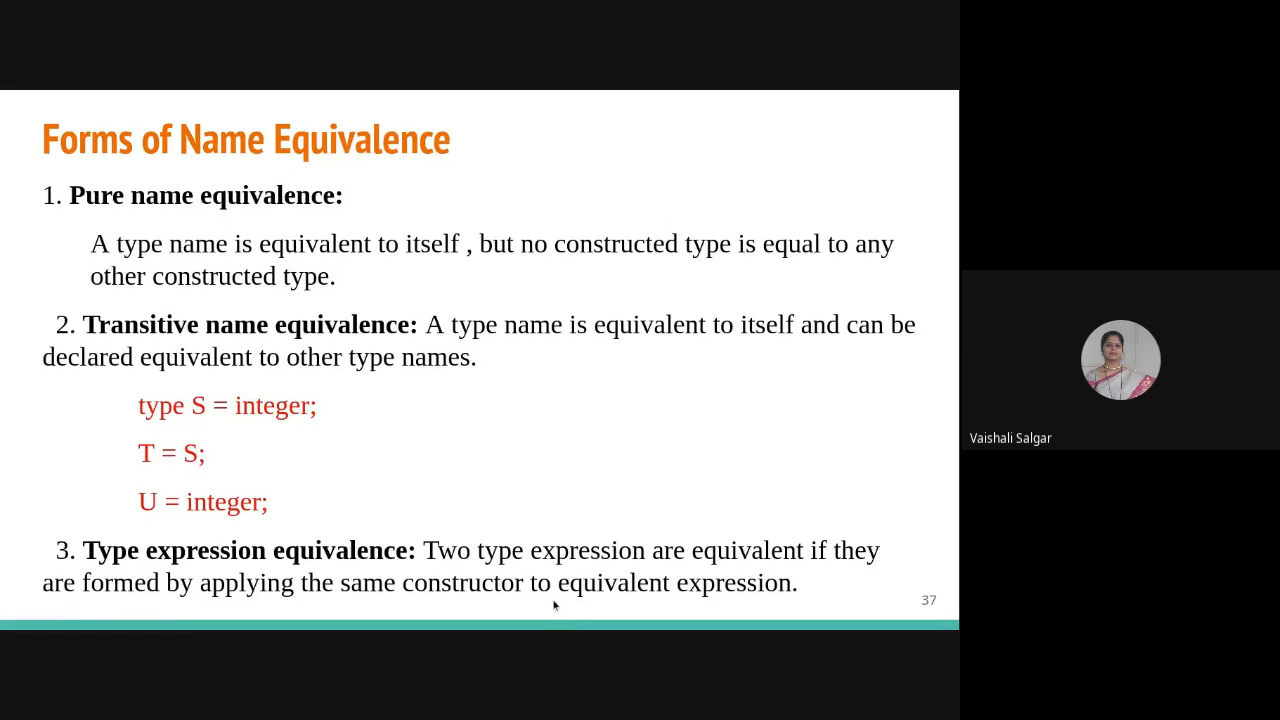 Forms of Name Equivalence
1. Pure name equivalence:
A type name is equivalent to itself , but no constructed type is equal to any
other constructed type.
2. Transitive name equivalence: A type name is equivalent to itself and can be
declared equivalent to other type names.
type S = integer;
T = S;
U = integer;
3. Type expression equivalence: Two type expression are equivalent if they
are formed by applying the same constructor to equivalent expression.
37
Vaishali Salgar